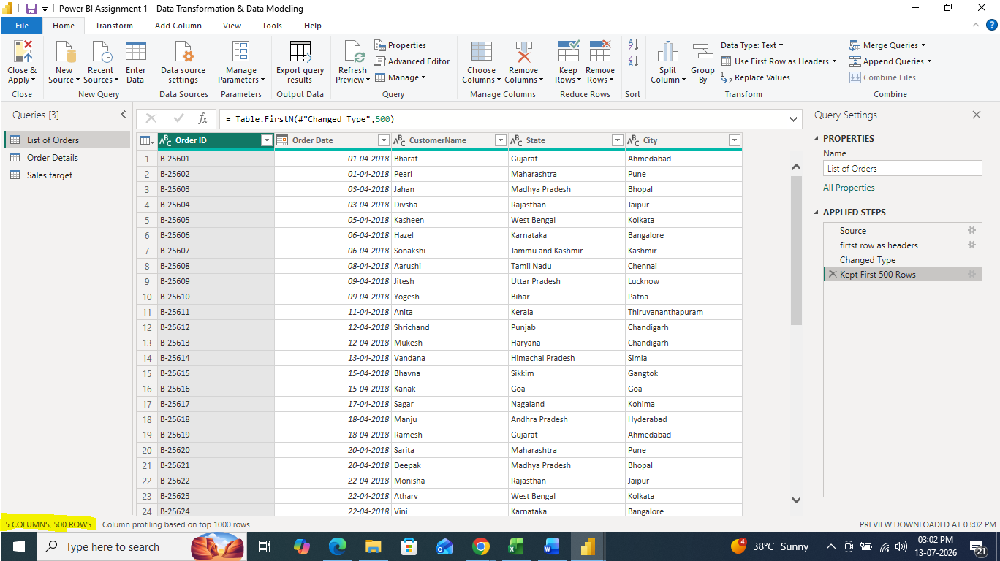 Power BI Assignment 1 – Data Transformation & Data Modeling
File Home Transform Add Column View Tools Help
Close & Apply New Source Recent Sources Enter Data Data source settings Manage Parameters Export query results Refresh Preview Properties Advanced Editor Manage Choose Columns Remove Columns Keep Rows Remove Rows Split Column Group By Data Type: Text Use First Row as Headers Replace Values Merge Queries Append Queries Combine Files
Close New Query Data Sources Parameters Output Data Query Manage Columns Reduce Rows Sort Transform Combine
Queries [3]
List of Orders
Order Details
Sales target
fx = Table.FirstN(#"Changed Type",500)
Order ID Order Date CustomerName State City
1 B-25601 01-04-2018 Bharat Gujarat Ahmedabad
2 B-25602 01-04-2018 Pearl Maharashtra Pune
3 B-25603 03-04-2018 Jahan Madhya Pradesh Bhopal
4 B-25604 03-04-2018 Divsha Rajasthan Jaipur
5 B-25605 05-04-2018 Kasheen West Bengal Kolkata
6 B-25606 06-04-2018 Hazel Karnataka Bangalore
7 B-25607 06-04-2018 Sonakshi Jammu and Kashmir Kashmir
8 B-25608 08-04-2018 Aarushi Tamil Nadu Chennai
9 B-25609 09-04-2018 Jitesh Uttar Pradesh Lucknow
10 B-25610 09-04-2018 Yogesh Bihar Patna
11 B-25611 11-04-2018 Anita Kerala Thiruvananthapuram
12 B-25612 12-04-2018 Shrichand Punjab Chandigarh
13 B-25613 12-04-2018 Mukesh Haryana Chandigarh
14 B-25614 13-04-2018 Vandana Himachal Pradesh Simla
15 B-25615 15-04-2018 Bhavna Sikkim Gangtok
16 B-25616 15-04-2018 Kanak Goa Goa
17 B-25617 17-04-2018 Sagar Nagaland Kohima
18 B-25618 18-04-2018 Manju Andhra Pradesh Hyderabad
19 B-25619 18-04-2018 Ramesh Gujarat Ahmedabad
20 B-25620 20-04-2018 Sarita Maharashtra Pune
21 B-25621 20-04-2018 Deepak Madhya Pradesh Bhopal
22 B-25622 22-04-2018 Monisha Rajasthan Jaipur
23 B-25623 22-04-2018 Atharv West Bengal Kolkata
24 B-25624 22-04-2018 Vini Karnataka Bangalore
Query Settings
PROPERTIES
Name
List of Orders
All Properties
APPLIED STEPS
Source
firtst row as headers
Changed Type
Kept First 500 Rows
5 COLUMNS, 500 ROWS Column profiling based on top 1000 rows PREVIEW DOWNLOADED AT 03:02 PM
Type here to search 4 38°C Sunny 03:02 PM
13-07-2026 21